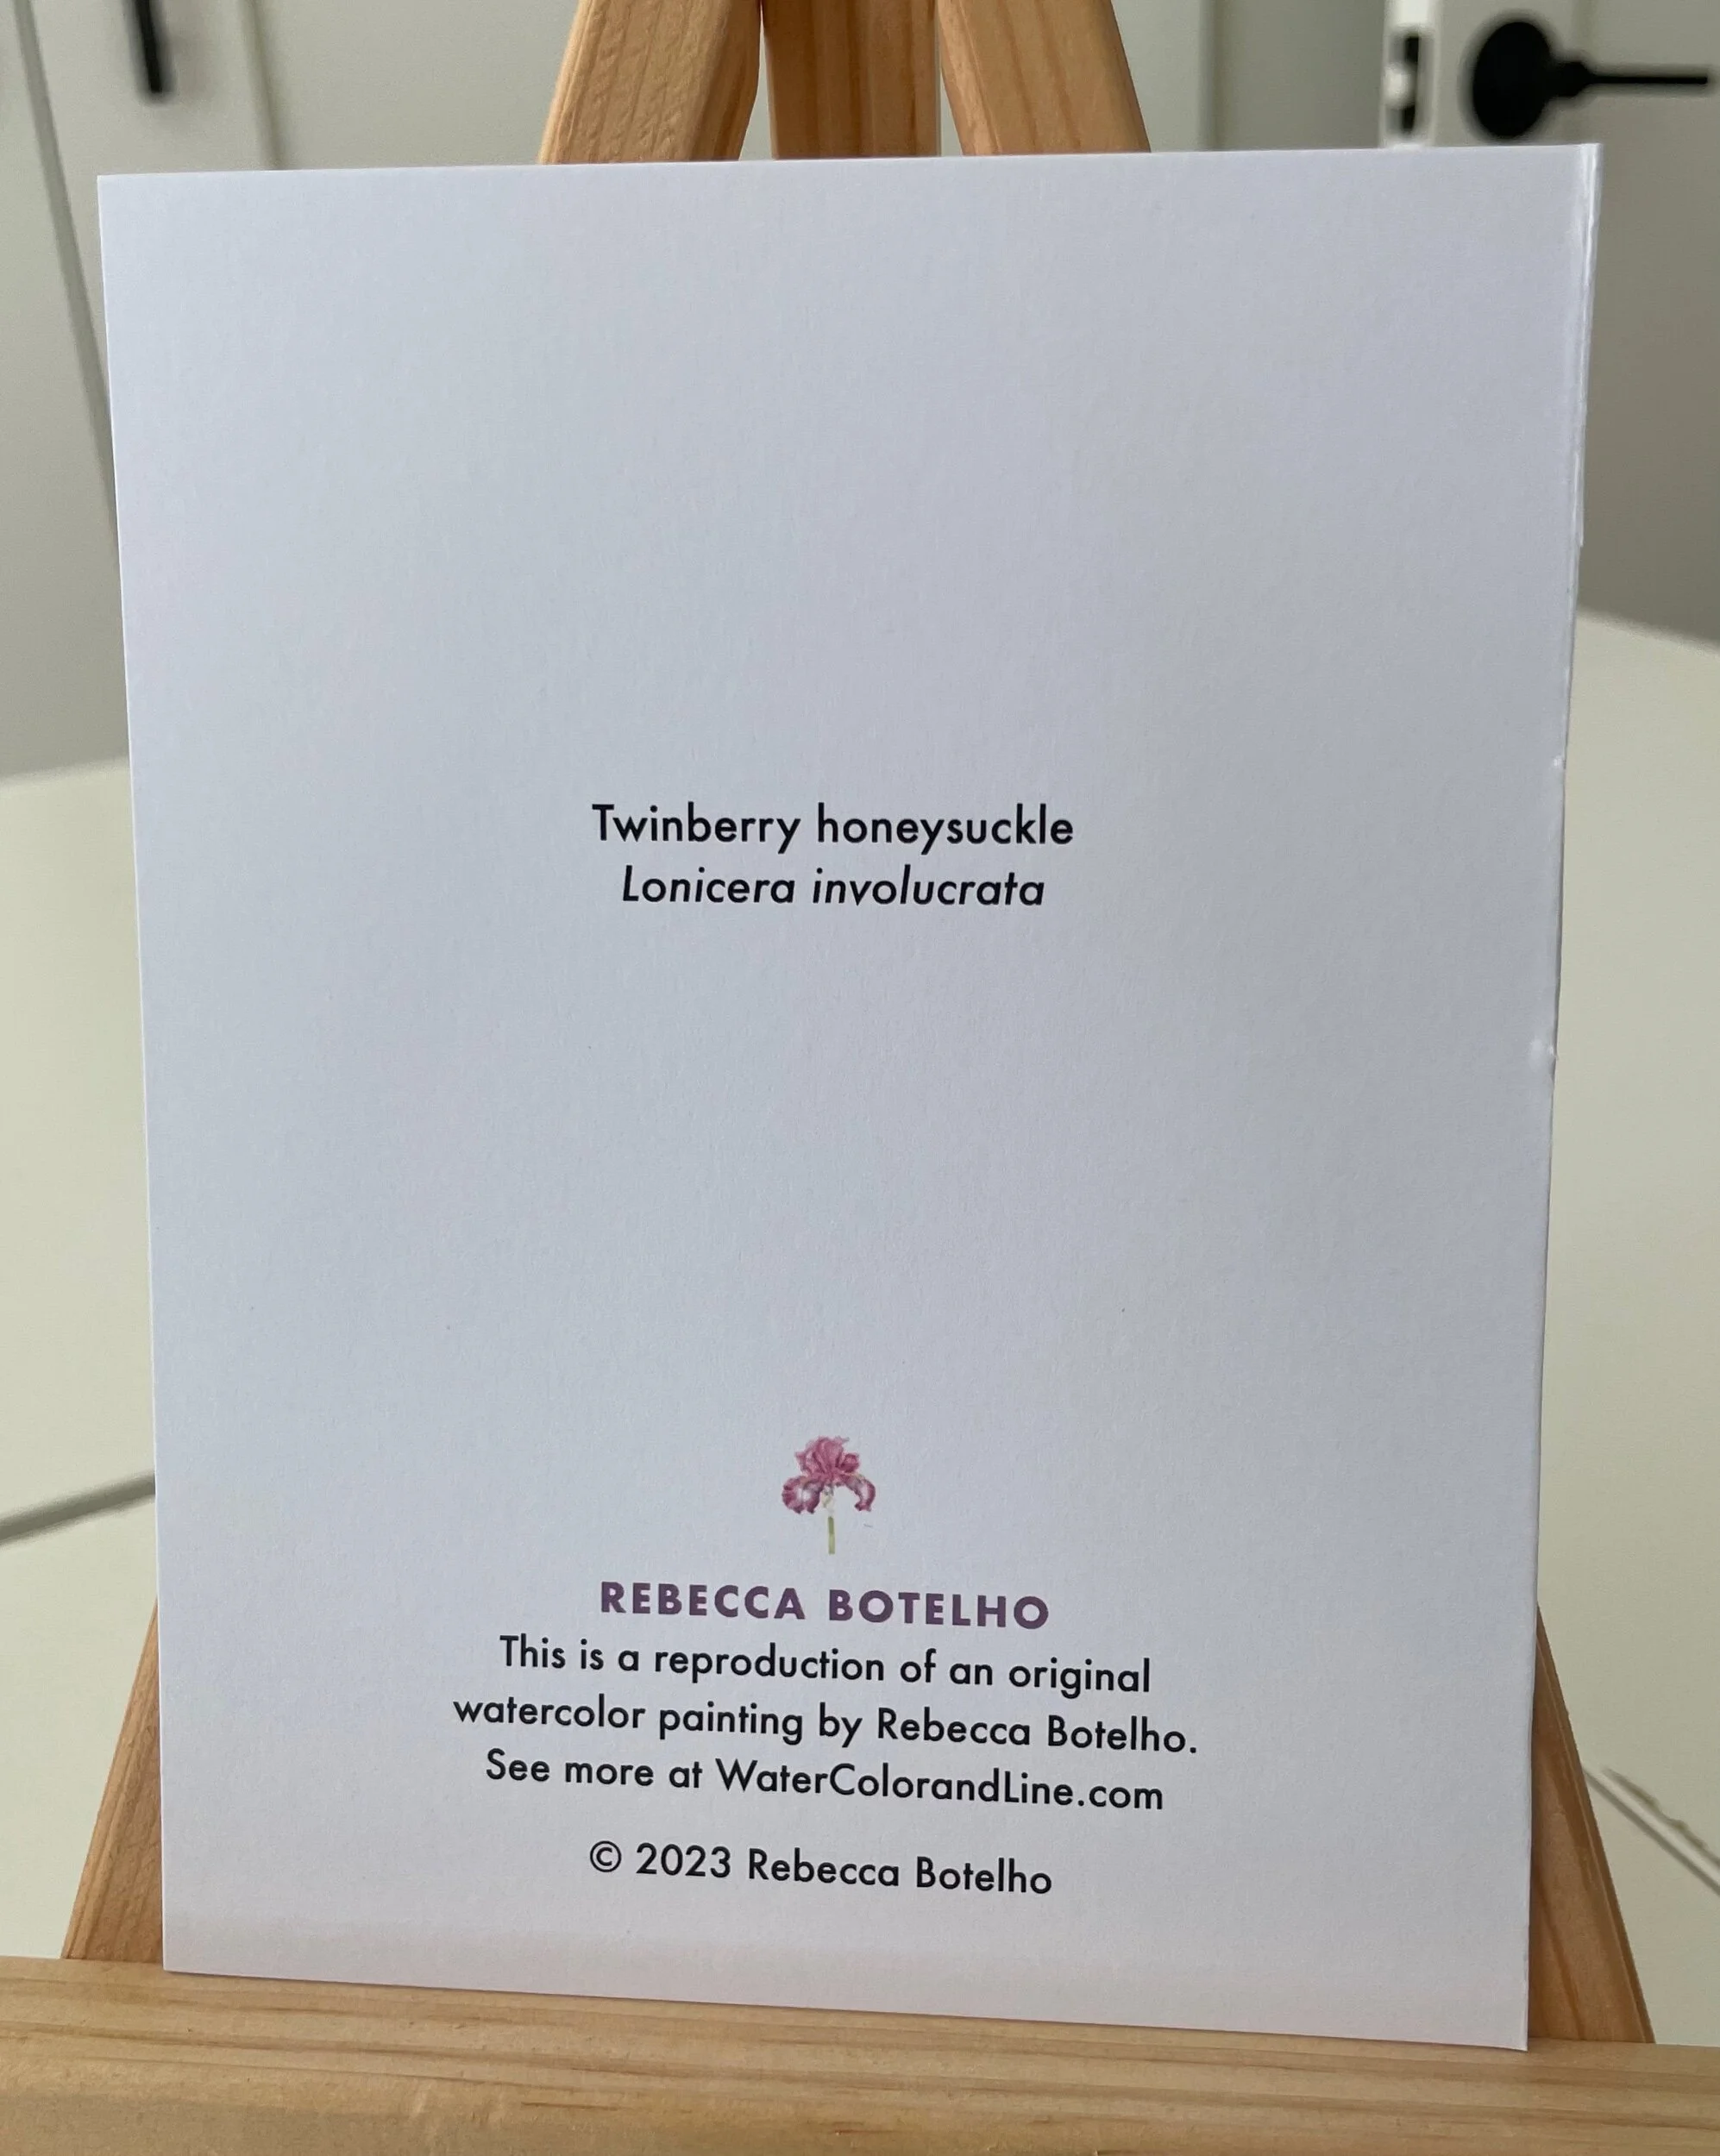 Twinberry honeysuckle
Lonicera involucrata
REBECCA BOTELHO
This is a reproduction of an original
watercolor painting by Rebecca Botelho.
See more at WaterColorandLine.com
© 2023 Rebecca Botelho